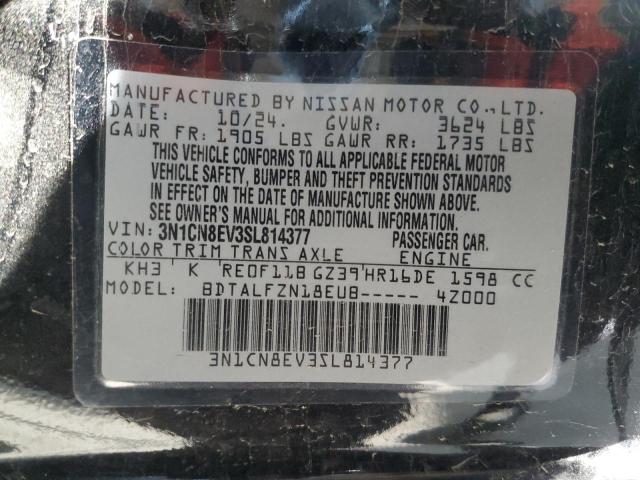 MANUFACTURED BY NISSAN MOTOR CO., LTD.
DATE: 10/24. GVWR: 3624 LBS
GAWR FR: 1905 LBS GAWR RR: 1735 LBS
THIS VEHICLE CONFORMS TO ALL APPLICABLE FEDERAL MOTOR
VEHICLE SAFETY, BUMPER AND THEFT PREVENTION STANDARDS
IN EFFECT ON THE DATE OF MANUFACTURE SHOWN ABOVE.
SEE OWNER'S MANUAL FOR ADDITIONAL INFORMATION.
VIN: 3N1CN8EV3SL814377 PASSENGER CAR.
COLOR TRIM TRANS AXLE ENGINE
KH3 ' K 'RE0F11B GZ39'HR16DE 1598 CC
MODEL: BDTALFZN18EUB----- 4Z000
3N1CN8EV3SL814377